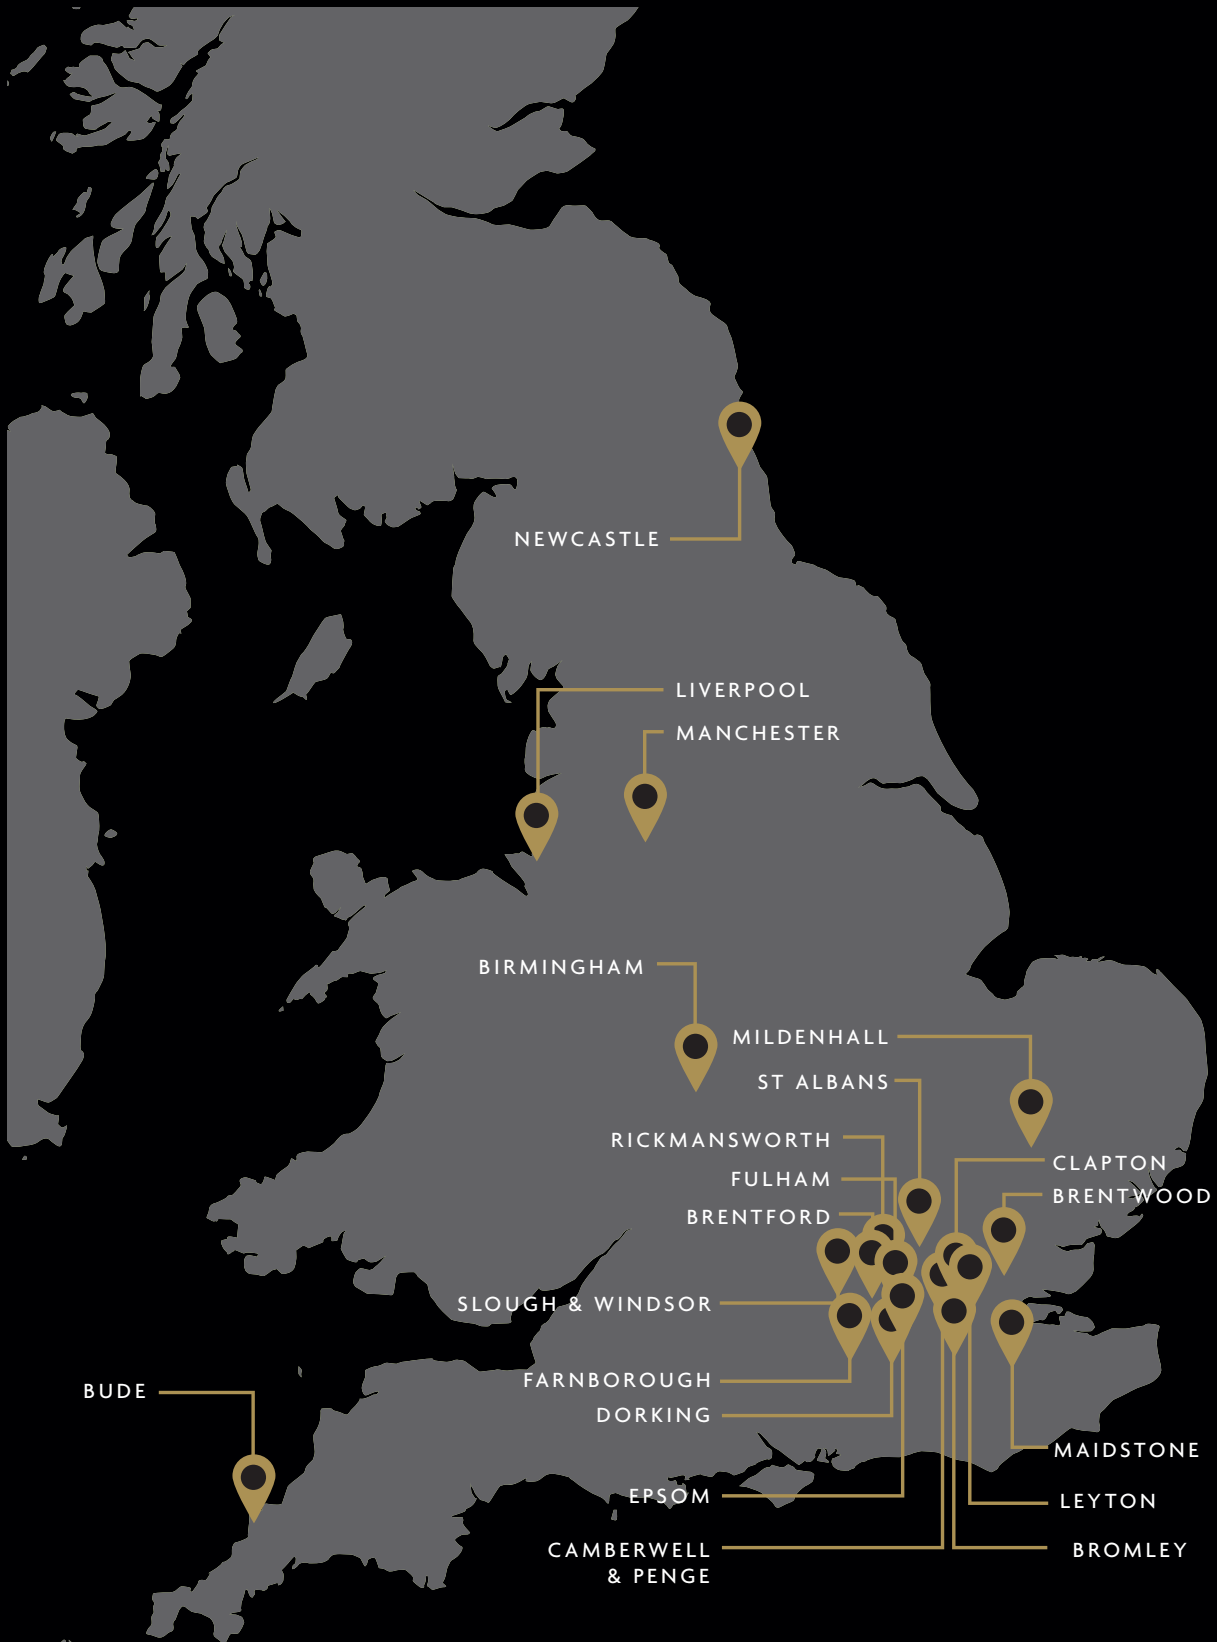 NEWCASTLE
LIVERPOOL
MANCHESTER
BIRMINGHAM
MILDENHALL
ST ALBANS
RICKMANSWORTH
CLAPTON
FULHAM
BRENTWOOD
BRENTFORD
SLOUGH & WINDSOR
FARNBOROUGH
BUDE
DORKING
MAIDSTONE
EPSOM
LEYTON
CAMBERWELL
& PENGE
BROMLEY